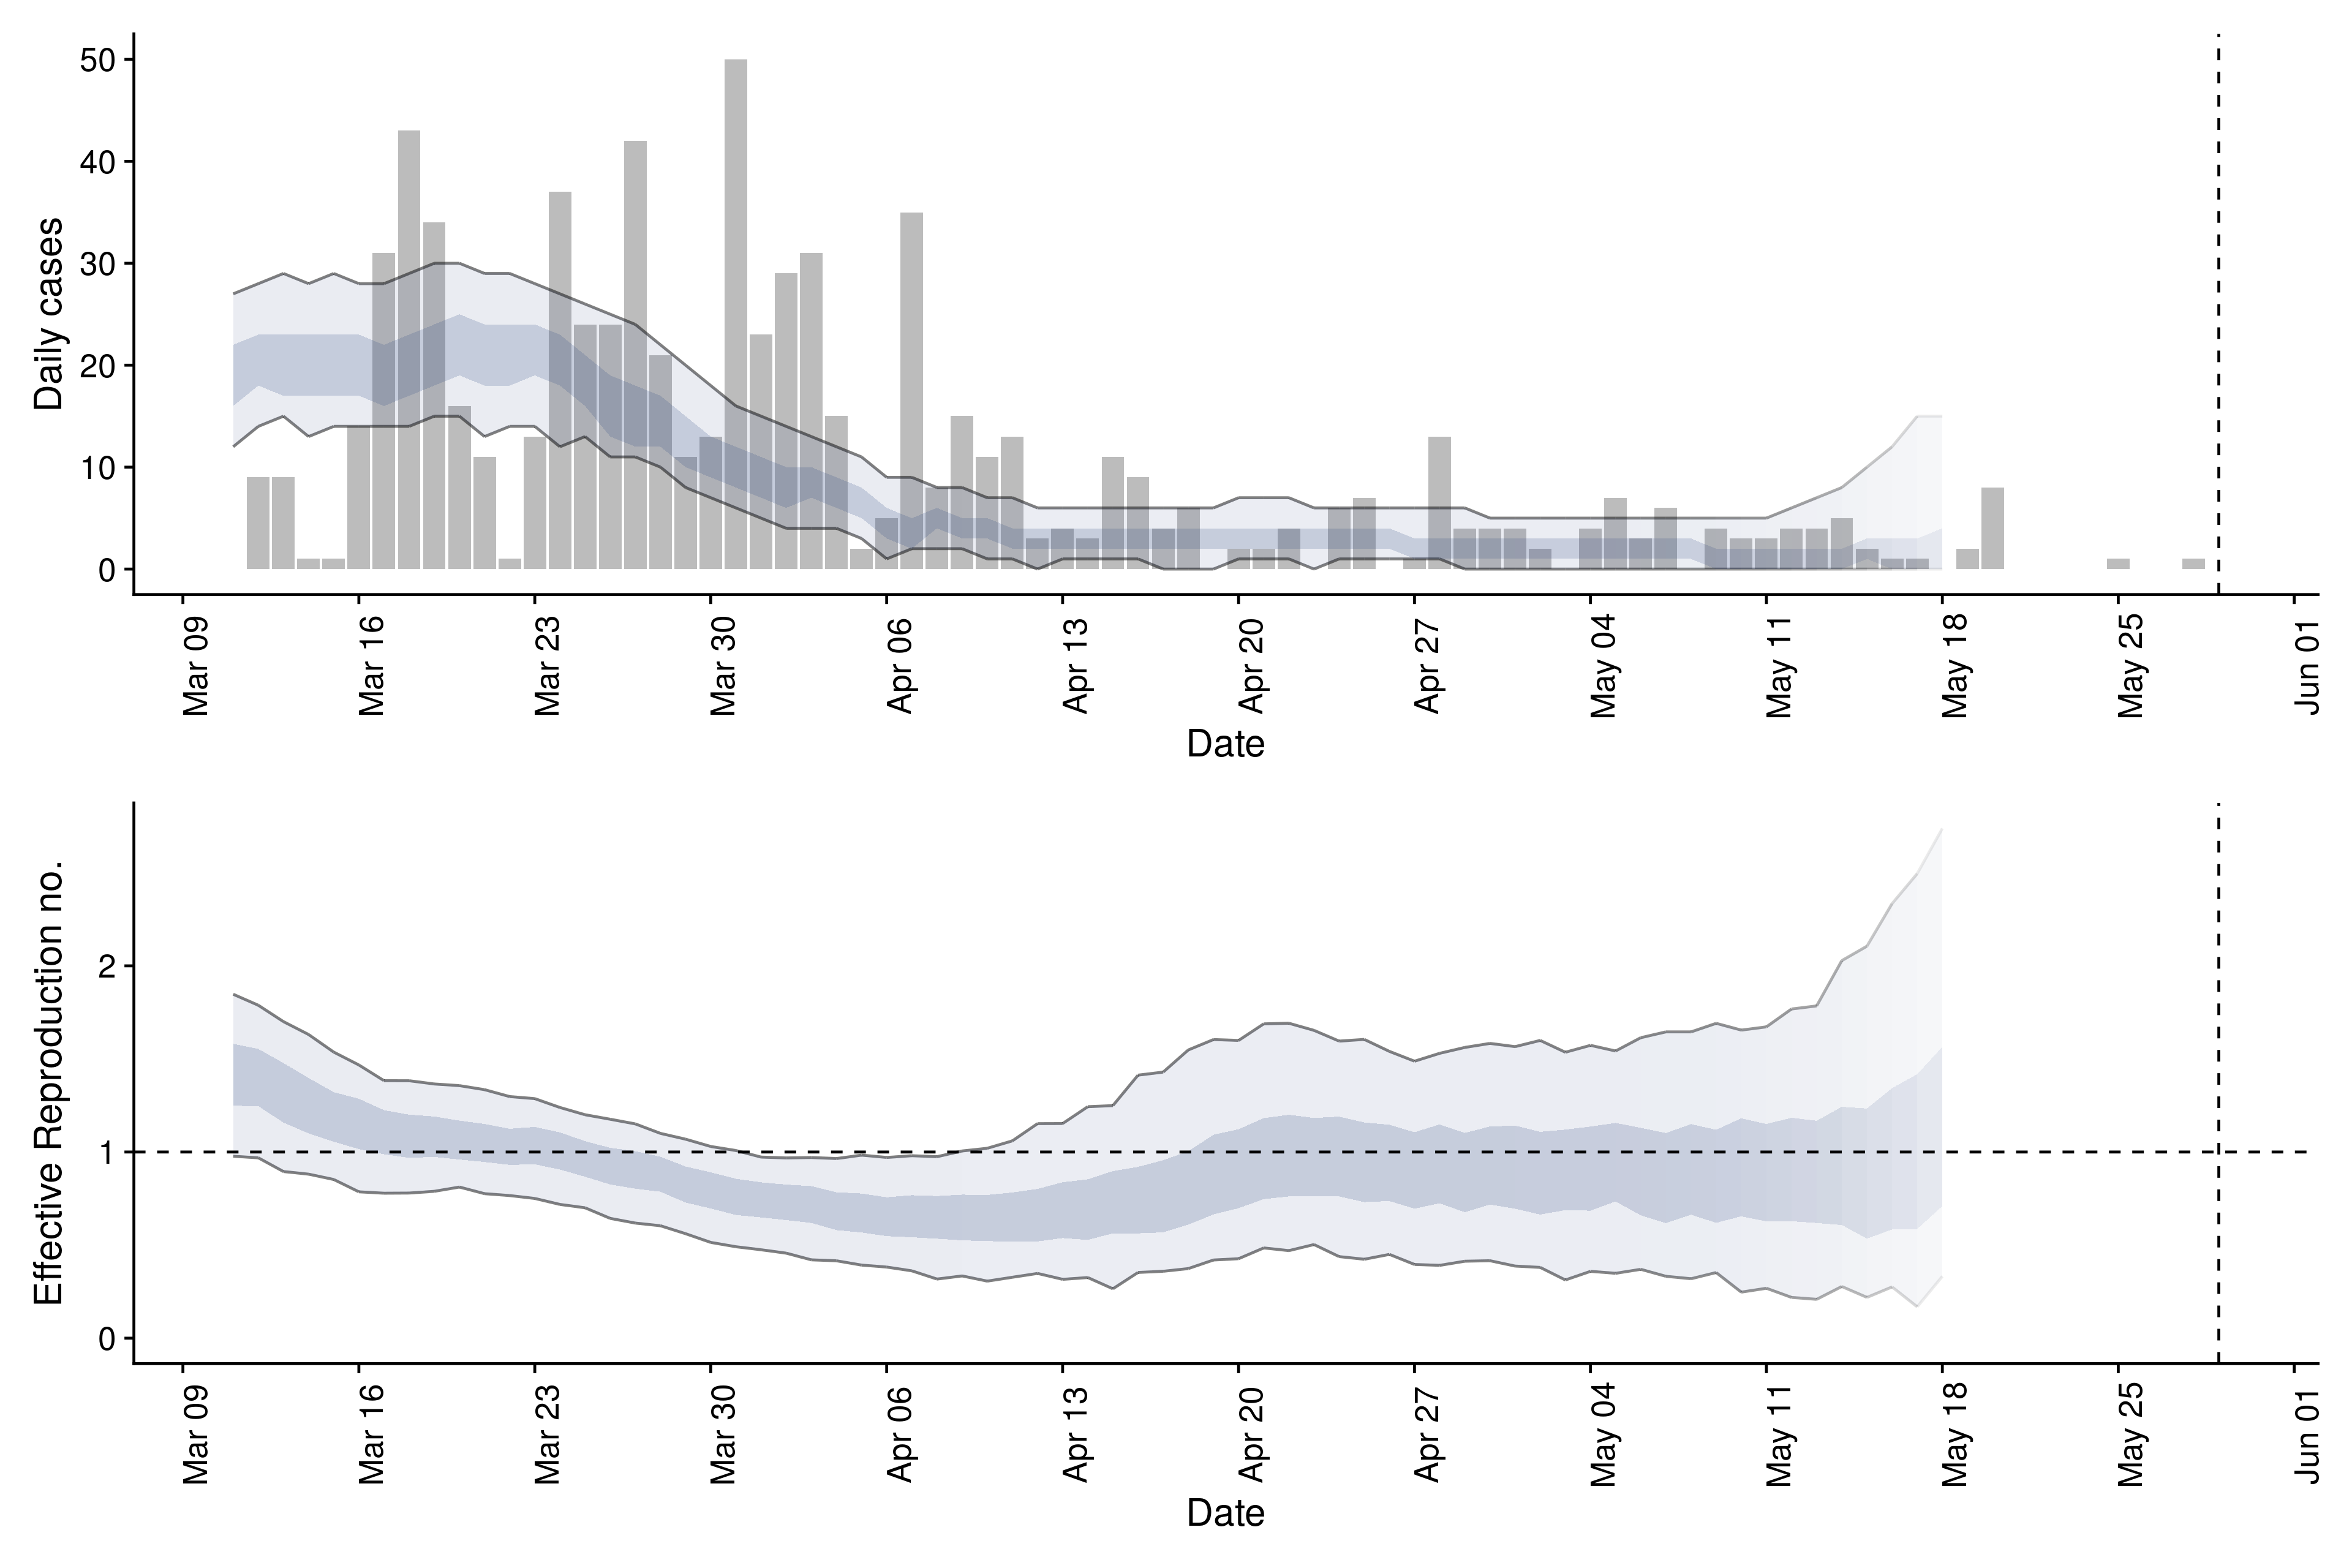 Daily cases
50
40
30
20
10
0
Mar 09
Mar 16
Mar 23
Mar 30
Apr 06
Apr 13
Apr 20
Apr 27
May 04
May 11
May 18
May 25
Jun 01
Date
Effective Reproduction no.
2
1
0
Mar 09
Mar 16
Mar 23
Mar 30
Apr 06
Apr 13
Apr 20
Apr 27
May 04
May 11
May 18
May 25
Jun 01
Date